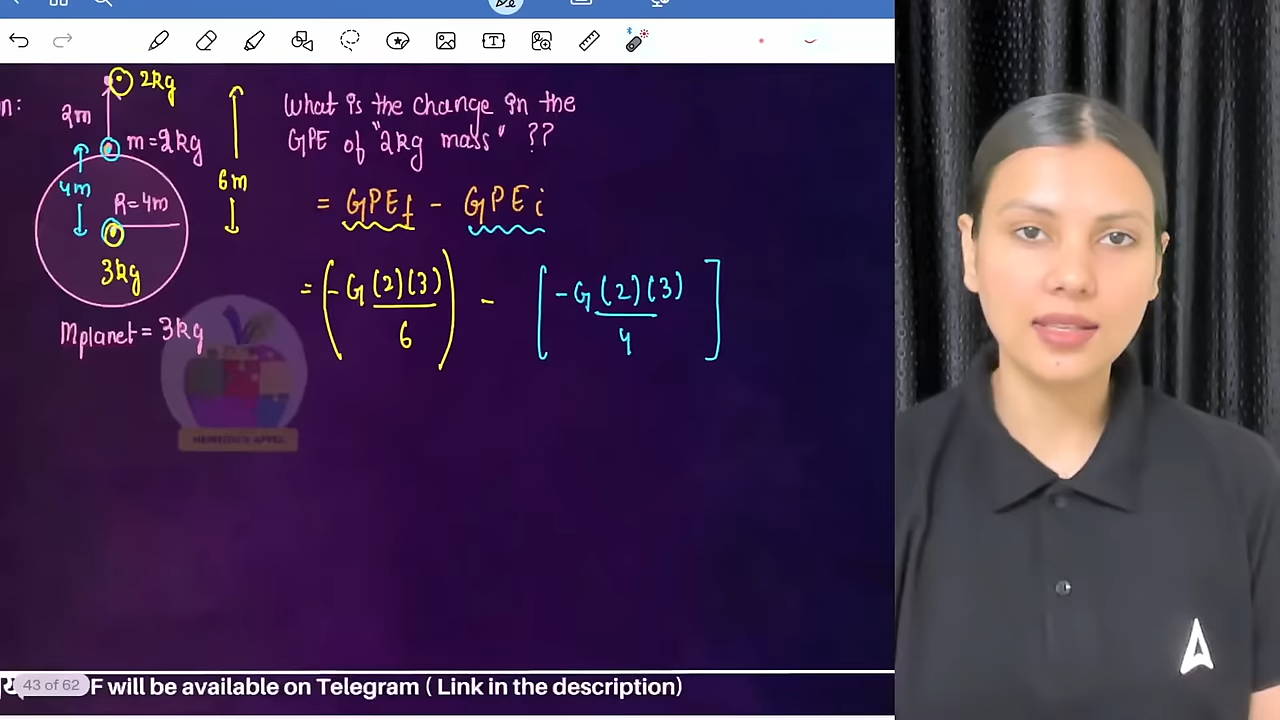 2kg
2m
m=2kg
4m
R=4m
6m
3kg
Mplanet = 3kg
What is the change in the
GPE of "2kg mass" ??
= GPEf - GPEi
= (-G(2)(3)/6) - [-G(2)(3)/4]
43 of 62
F will be available on Telegram ( Link in the description)